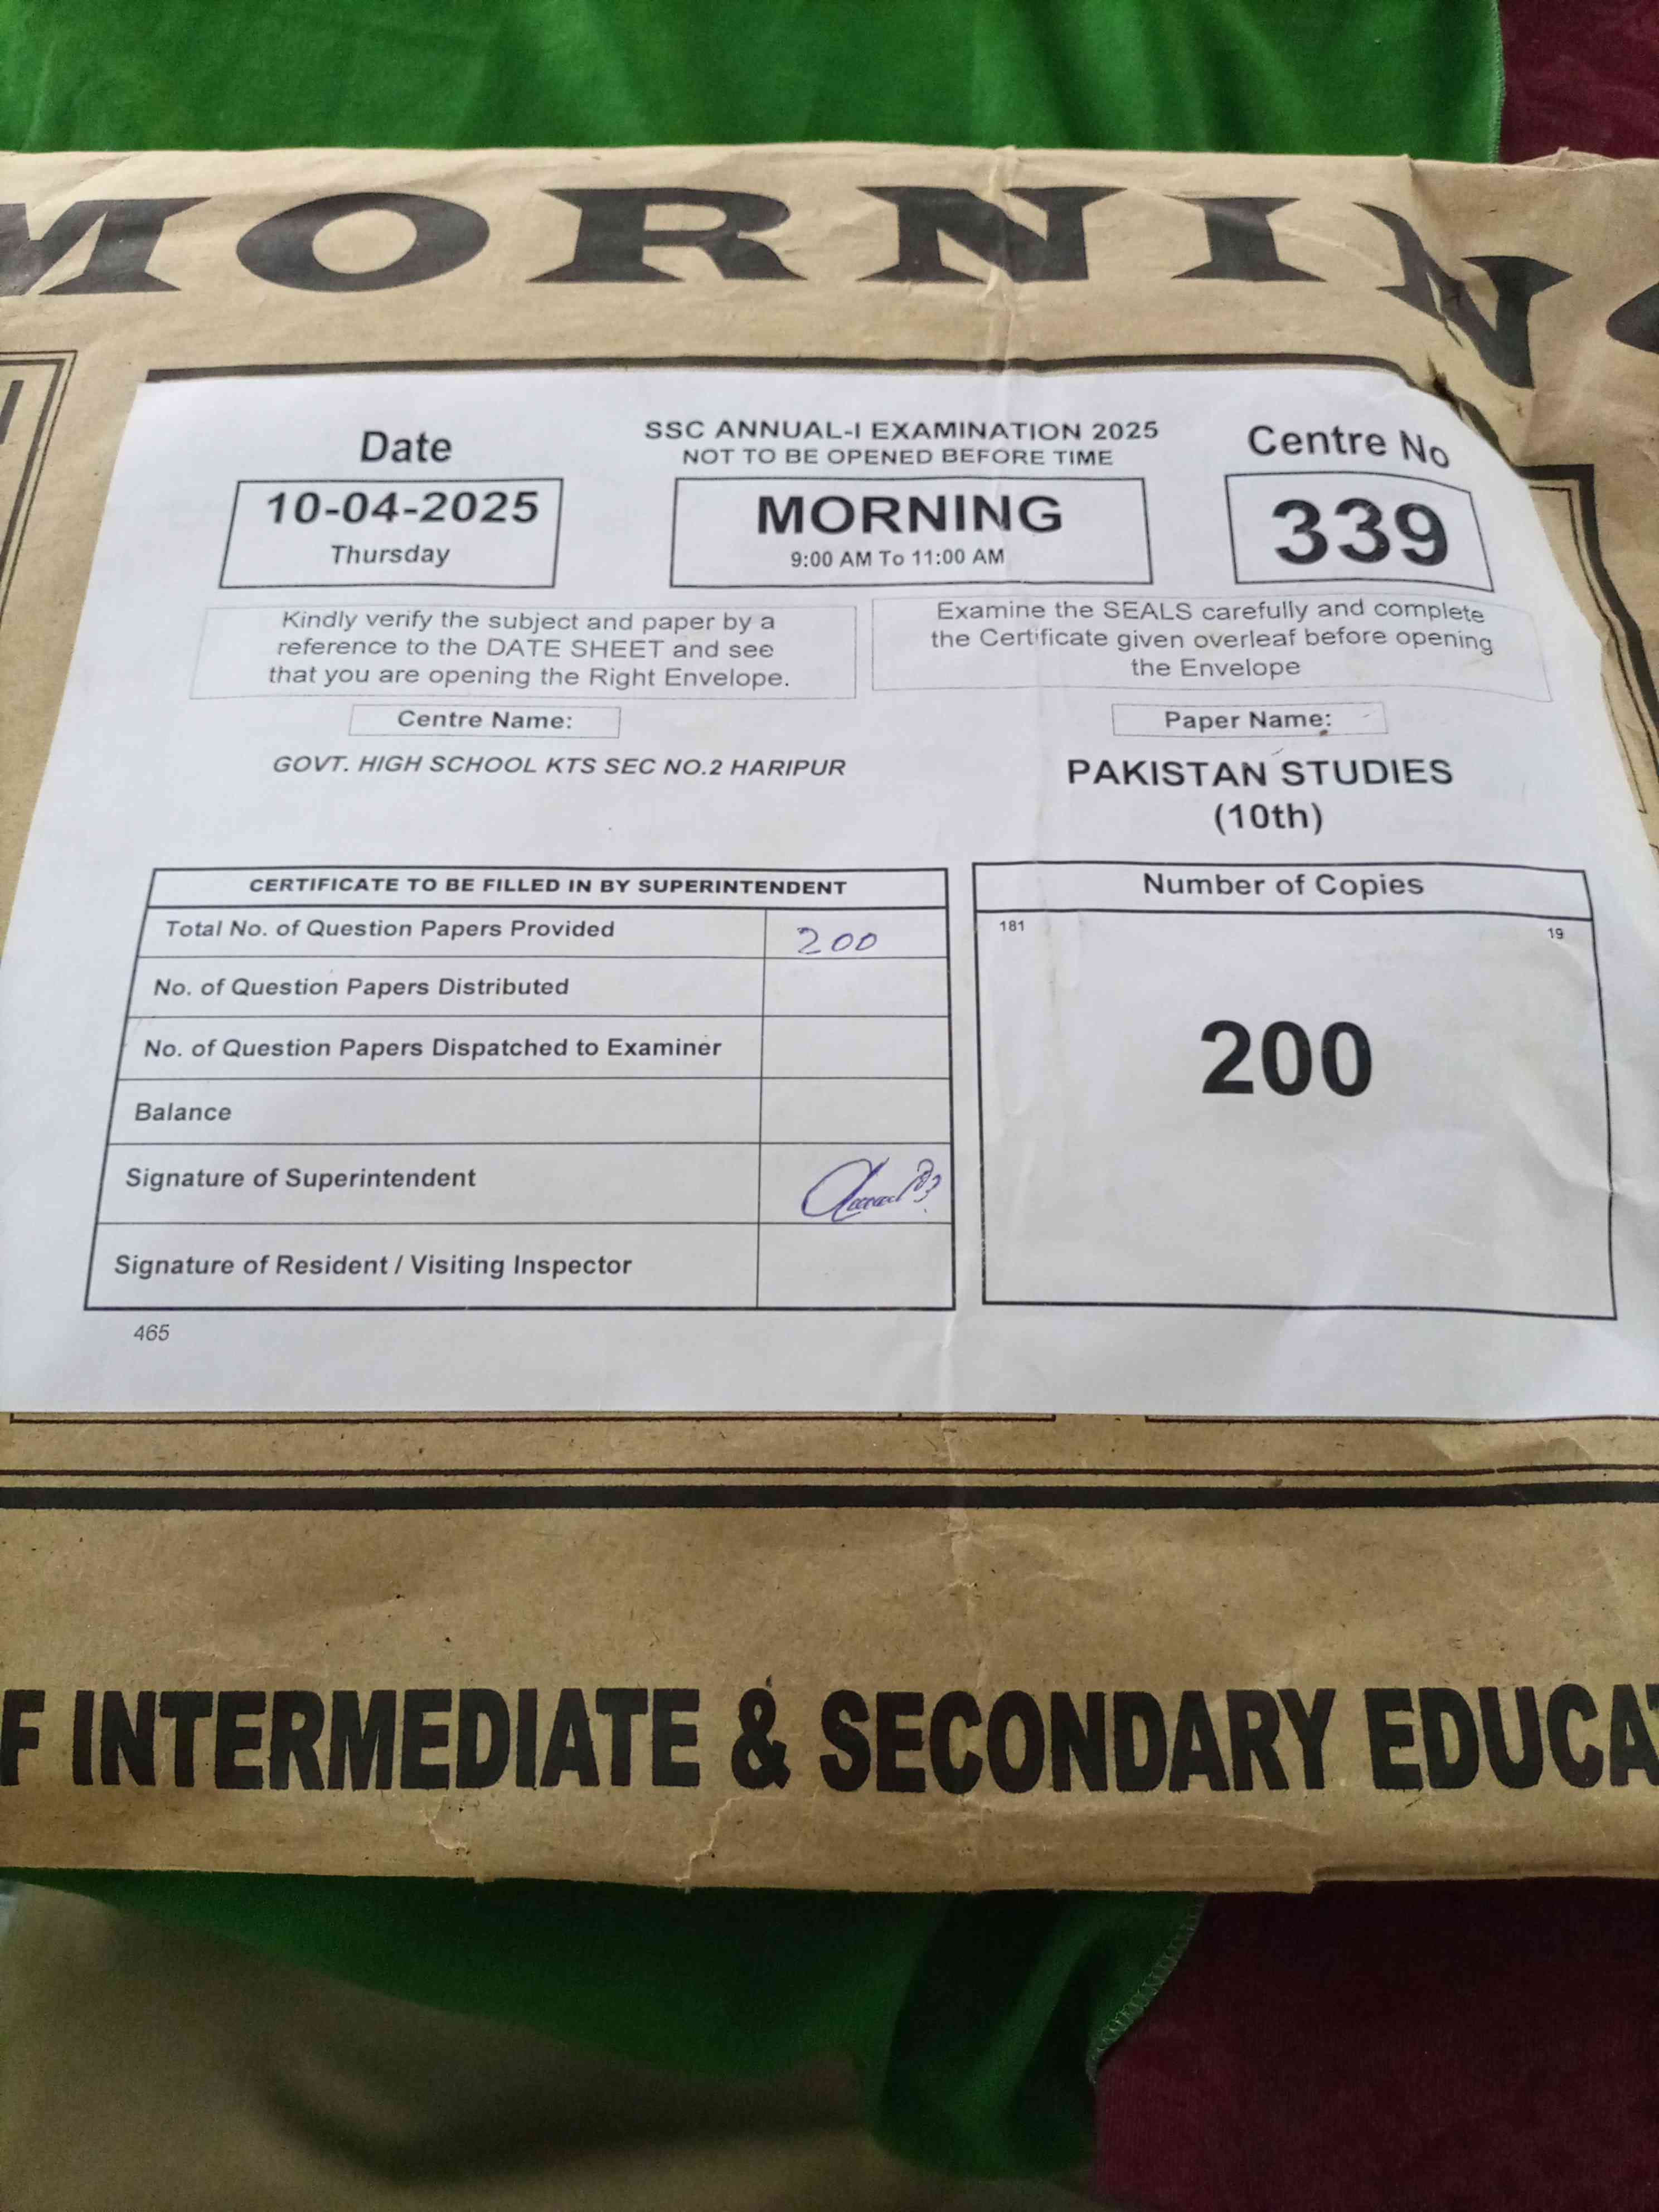 MORNING
Date
10-04-2025
Thursday
SSC ANNUAL-I EXAMINATION 2025
NOT TO BE OPENED BEFORE TIME
MORNING
9:00 AM To 11:00 AM
Centre No
339
Kindly verify the subject and paper by a
reference to the DATE SHEET and see
that you are opening the Right Envelope.
Examine the SEALS carefully and complete
the Certificate given overleaf before opening
the Envelope
Centre Name:
GOVT. HIGH SCHOOL KTS SEC NO.2 HARIPUR
Paper Name:
PAKISTAN STUDIES
(10th)
CERTIFICATE TO BE FILLED IN BY SUPERINTENDENT
Total No. of Question Papers Provided 200
No. of Question Papers Distributed
No. of Question Papers Dispatched to Examiner
Balance
Signature of Superintendent
Signature of Resident / Visiting Inspector
465
Number of Copies
181 19
200
F INTERMEDIATE & SECONDARY EDUCAT